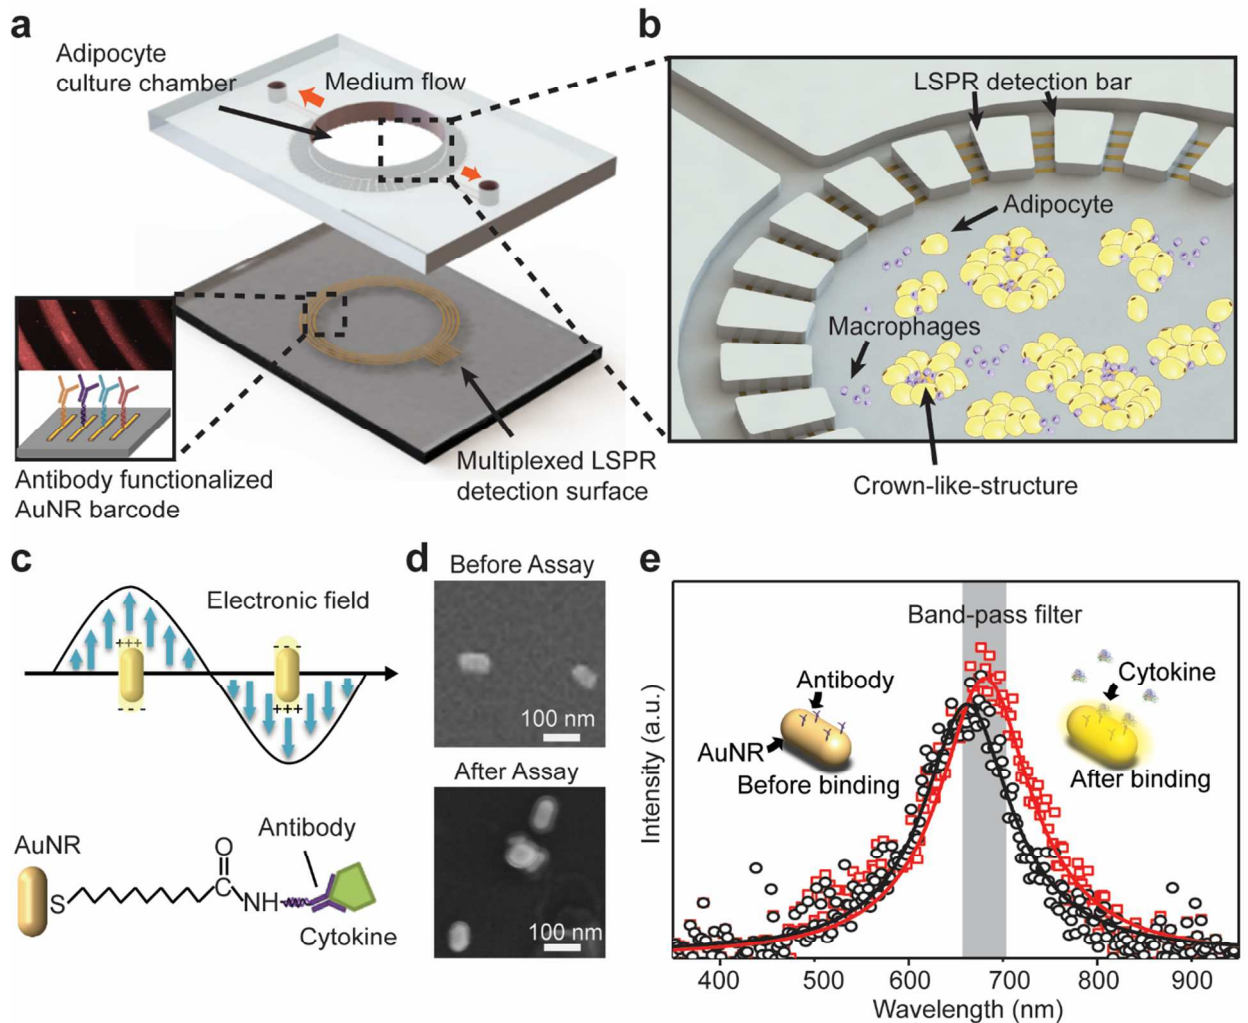 a
Adipocyte
culture chamber
Medium flow
Antibody functionalized
AuNR barcode
Multiplexed LSPR
detection surface
b
LSPR detection bar
Adipocyte
Macrophages
Crown-like-structure
c
Electronic field
+++
---
---
+++
AuNR
S
O
C
NH
Antibody
Cytokine
d
Before Assay
100 nm
After Assay
100 nm
e
Band-pass filter
Antibody
AuNR
Before binding
Cytokine
After binding
Intensity (a.u.)
400 500 600 700 800 900
Wavelength (nm)